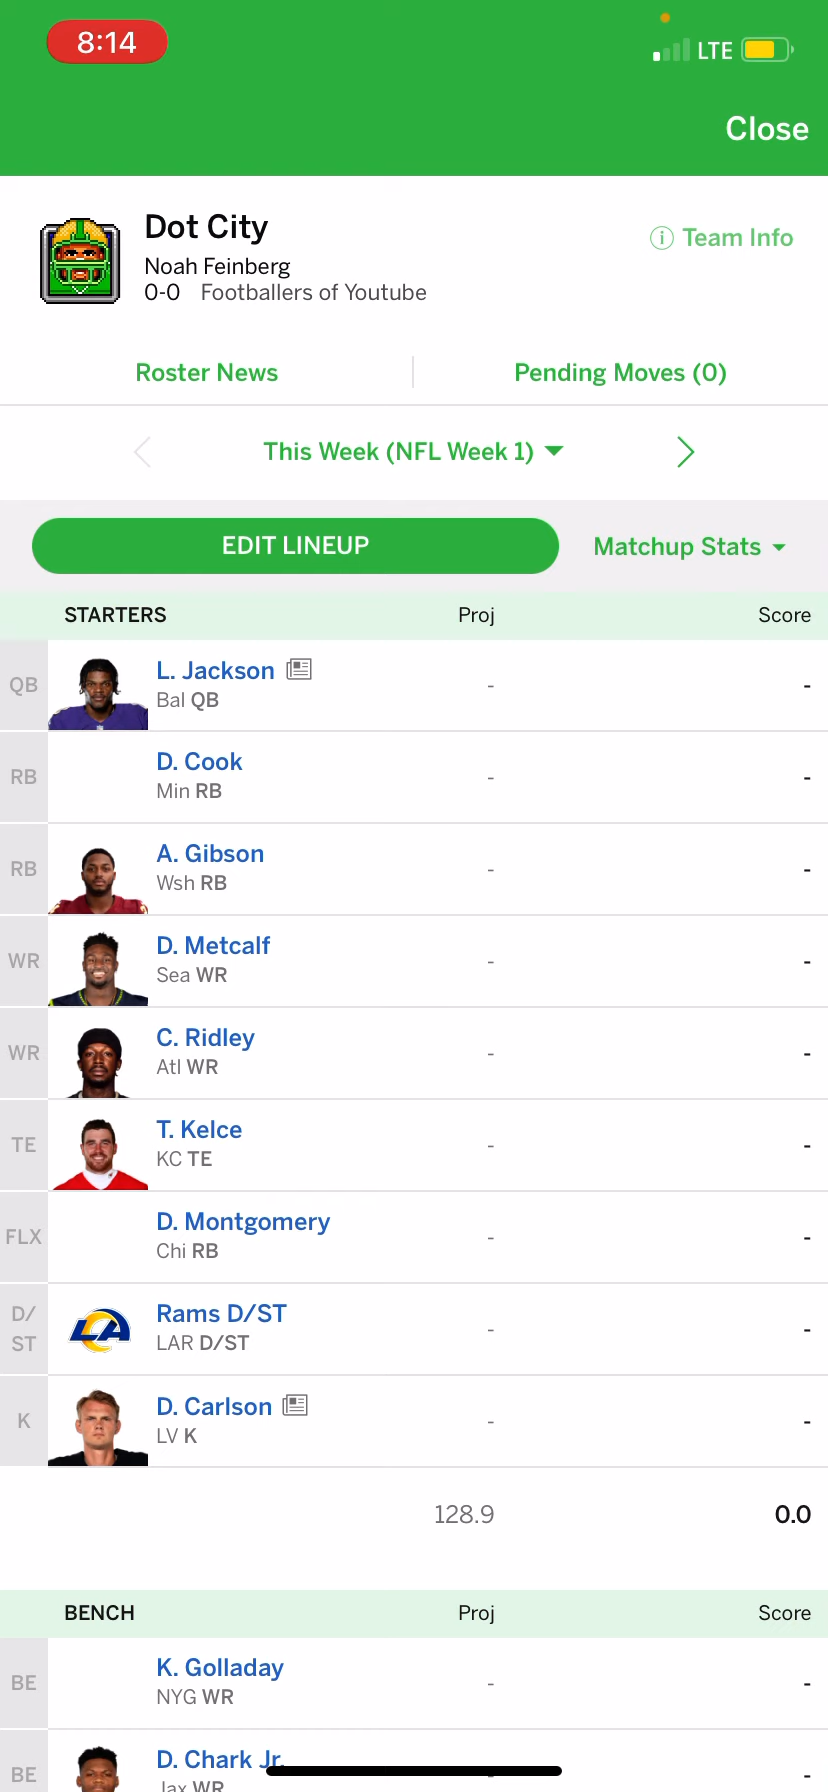 8:14
LTE
Close
Dot City
Noah Feinberg
0-0 Footballers of Youtube
Team Info
Roster News
Pending Moves (0)
This Week (NFL Week 1)
EDIT LINEUP
Matchup Stats
STARTERS Proj Score
QB L. Jackson - -
Bal QB
RB D. Cook - -
Min RB
RB A. Gibson - -
Wsh RB
WR D. Metcalf - -
Sea WR
WR C. Ridley - -
Atl WR
TE T. Kelce - -
KC TE
FLX D. Montgomery - -
Chi RB
D/
ST Rams D/ST - -
LAR D/ST
K D. Carlson - -
LV K
128.9 0.0
BENCH Proj Score
BE K. Golladay - -
NYG WR
BE D. Chark Jr. - -
Jax WR